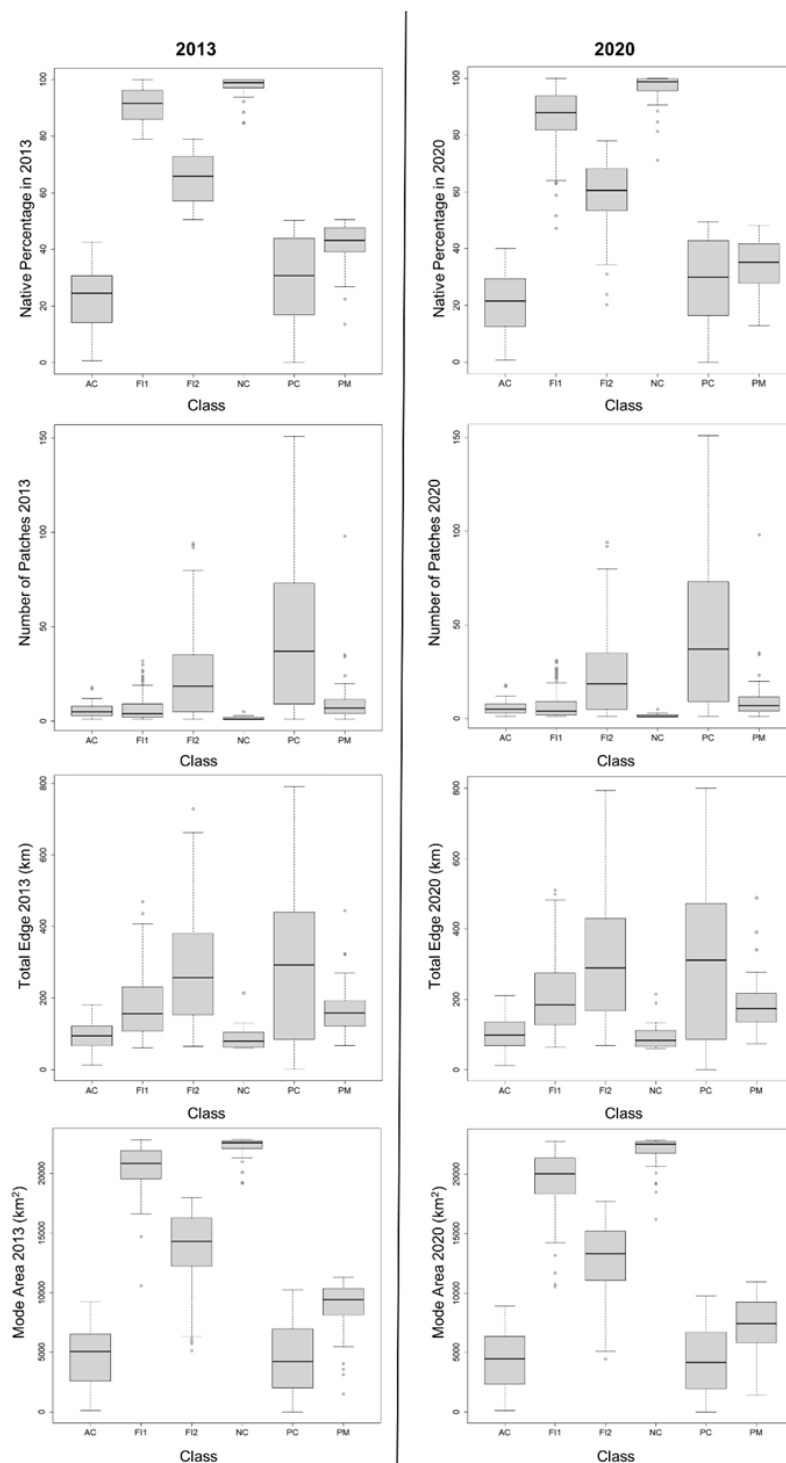 2013
2020
Native Percentage in 2013
0 20 40 60 80 100
AC FI1 FI2 NC PC PM
Class
Native Percentage in 2020
0 20 40 60 80 100
AC FI1 FI2 NC PC PM
Class
Number of Patches 2013
0 50 100 150
AC FI1 FI2 NC PC PM
Class
Number of Patches 2020
0 50 100 150
AC FI1 FI2 NC PC PM
Class
Total Edge 2013 (km)
0 200 400 600 800
AC FI1 FI2 NC PC PM
Class
Total Edge 2020 (km)
0 200 400 600 800
AC FI1 FI2 NC PC PM
Class
Mode Area 2013 (km²)
0 5000 10000 15000 20000
AC FI1 FI2 NC PC PM
Class
Mode Area 2020 (km²)
0 5000 10000 15000 20000
AC FI1 FI2 NC PC PM
Class